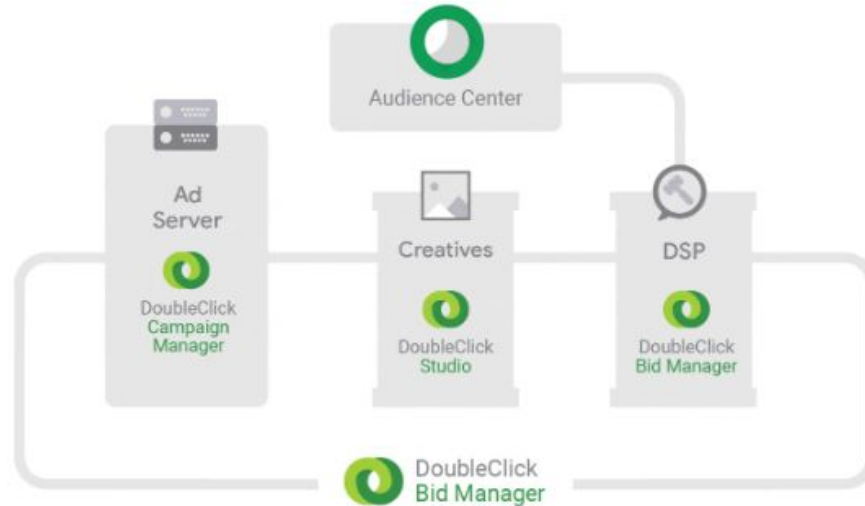 Audience Center
Ad
Server
DoubleClick
Campaign
Manager
Creatives
DoubleClick
Studio
DSP
DoubleClick
Bid Manager
DoubleClick
Bid Manager